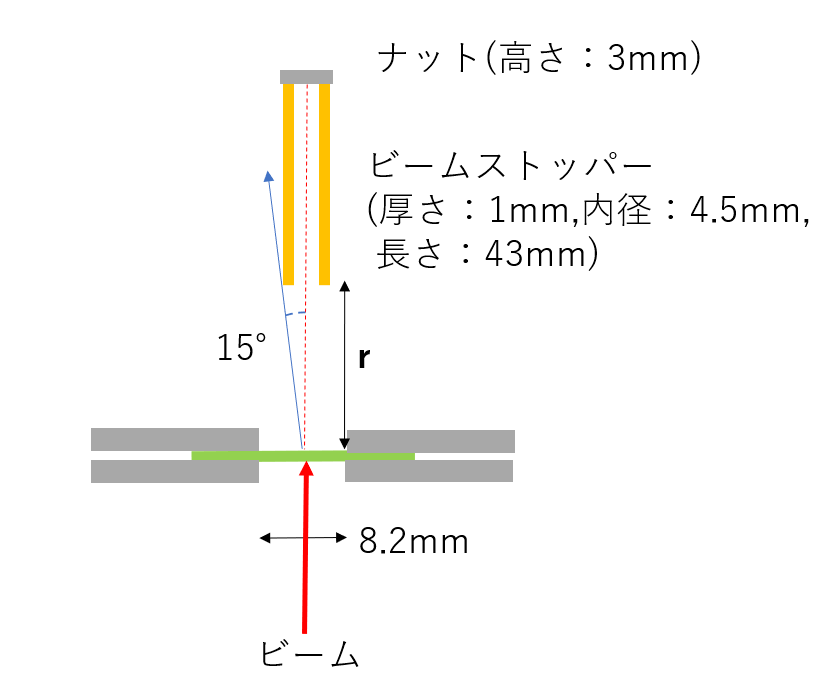 ナット(高さ：3mm)
ビームストッパー
(厚さ：1mm,内径：4.5mm,
長さ：43mm)
15°
r
8.2mm
ビーム